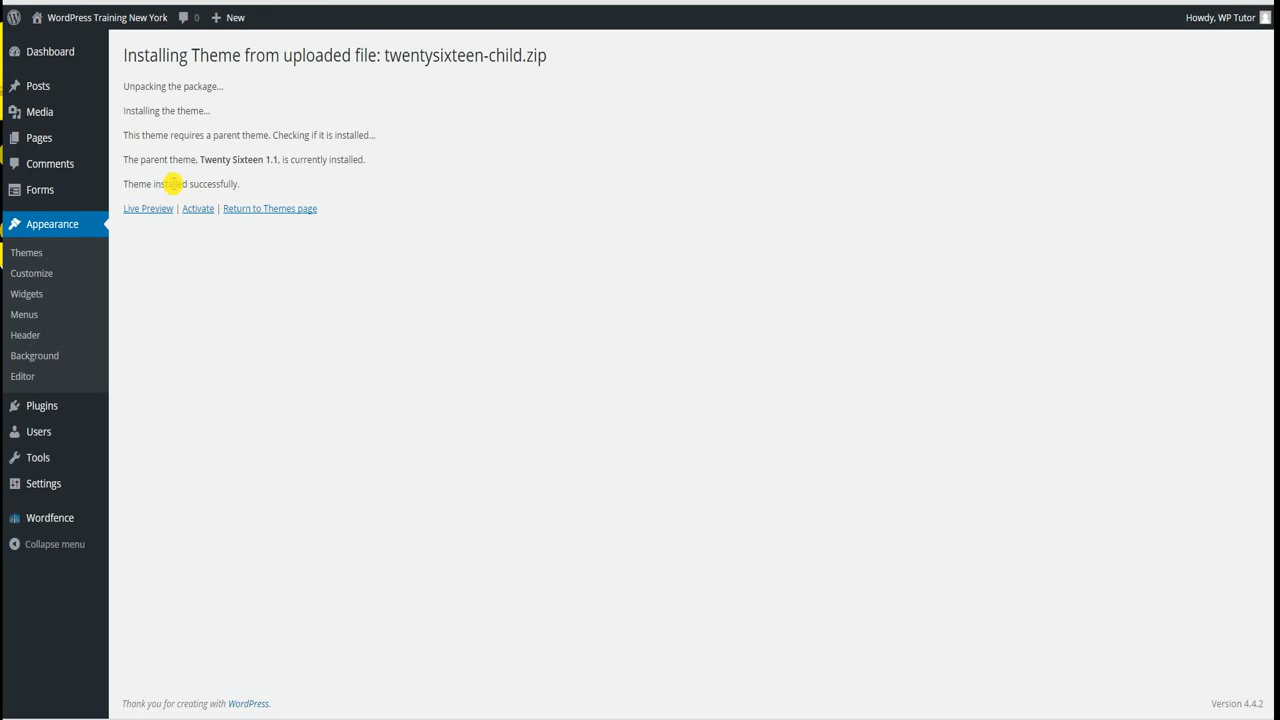 WordPress Training New York 0 New Howdy, WP Tutor
Dashboard
Posts
Media
Pages
Comments
Forms
Appearance
Themes
Customize
Widgets
Menus
Header
Background
Editor
Plugins
Users
Tools
Settings
Wordfence
Collapse menu
Installing Theme from uploaded file: twentysixteen-child.zip
Unpacking the package...
Installing the theme...
This theme requires a parent theme. Checking if it is installed...
The parent theme, Twenty Sixteen 1.1, is currently installed.
Theme installed successfully.
Live Preview | Activate | Return to Themes page
Thank you for creating with WordPress. Version 4.4.2